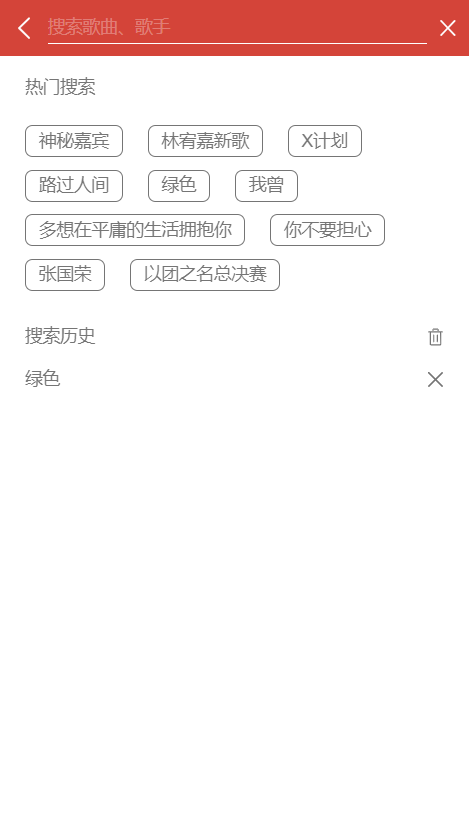 搜索歌曲、歌手
热门搜索
神秘嘉宾 林宥嘉新歌 X计划
路过人间 绿色 我曾
多想在平庸的生活拥抱你 你不要担心
张国荣 以团之名总决赛
搜索历史
绿色